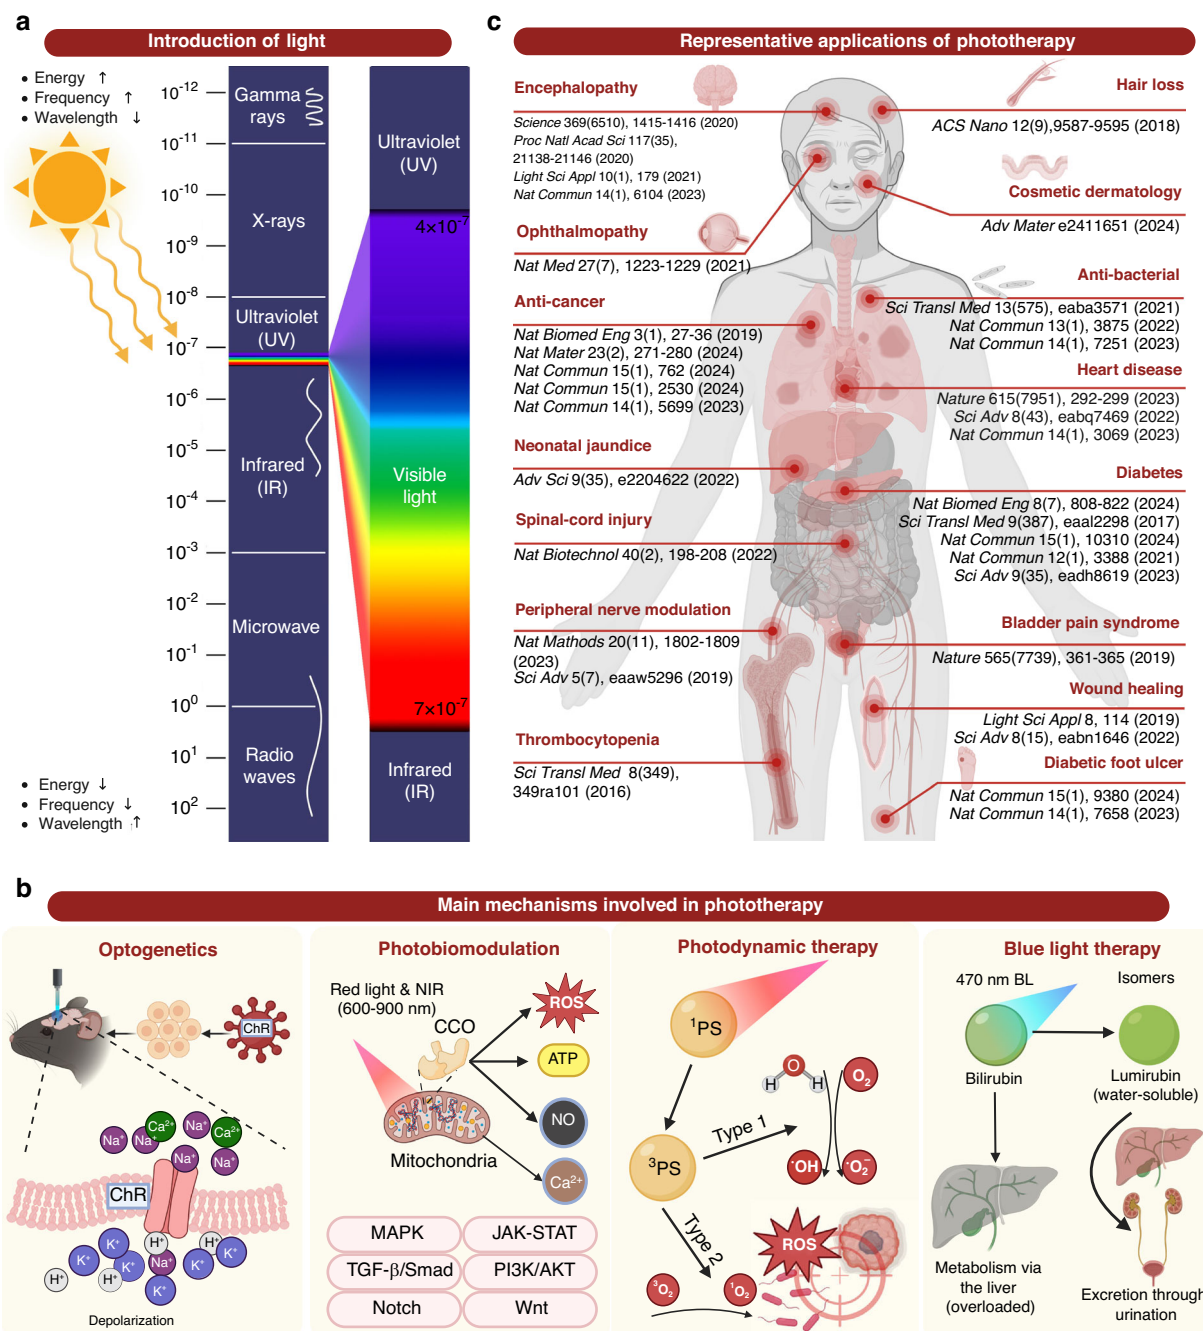 a
Introduction of light
• Energy ↑
• Frequency ↑
• Wavelength ↓
10-12
10-11
10-10
10-9
10-8
10-7
10-6
10-5
10-4
10-3
10-2
10-1
100
101
102
Gamma
rays
X-rays
Ultraviolet
(UV)
Infrared
(IR)
Microwave
Radio
waves
Ultraviolet
(UV)
4×10-7
Visible
light
7×10-7
Infrared
(IR)
• Energy ↓
• Frequency ↓
• Wavelength ↑
c
Representative applications of phototherapy
Encephalopathy
Science 369(6510), 1415-1416 (2020)
Proc Natl Acad Sci 117(35),
21138-21146 (2020)
Light Sci Appl 10(1), 179 (2021)
Nat Commun 14(1), 6104 (2023)
Ophthalmopathy
Nat Med 27(7), 1223-1229 (2021)
Anti-cancer
Nat Biomed Eng 3(1), 27-36 (2019)
Nat Mater 23(2), 271-280 (2024)
Nat Commun 15(1), 762 (2024)
Nat Commun 15(1), 2530 (2024)
Nat Commun 14(1), 5699 (2023)
Neonatal jaundice
Adv Sci 9(35), e2204622 (2022)
Spinal-cord injury
Nat Biotechnol 40(2), 198-208 (2022)
Peripheral nerve modulation
Nat Mathods 20(11), 1802-1809
(2023)
Sci Adv 5(7), eaaw5296 (2019)
Thrombocytopenia
Sci Transl Med 8(349),
349ra101 (2016)
Hair loss
ACS Nano 12(9),9587-9595 (2018)
Cosmetic dermatology
Adv Mater e2411651 (2024)
Anti-bacterial
Sci Transl Med 13(575), eaba3571 (2021)
Nat Commun 13(1), 3875 (2022)
Nat Commun 14(1), 7251 (2023)
Heart disease
Nature 615(7951), 292-299 (2023)
Sci Adv 8(43), eabq7469 (2022)
Nat Commun 14(1), 3069 (2023)
Diabetes
Nat Biomed Eng 8(7), 808-822 (2024)
Sci Transl Med 9(387), eaal2298 (2017)
Nat Commun 15(1), 10310 (2024)
Nat Commun 12(1), 3388 (2021)
Sci Adv 9(35), eadh8619 (2023)
Bladder pain syndrome
Nature 565(7739), 361-365 (2019)
Wound healing
Light Sci Appl 8, 114 (2019)
Sci Adv 8(15), eabn1646 (2022)
Diabetic foot ulcer
Nat Commun 15(1), 9380 (2024)
Nat Commun 14(1), 7658 (2023)
b
Main mechanisms involved in phototherapy
Optogenetics
ChR
Na+
Na+
Ca2+
Na+
Ca2+
Na+
Na+
ChR
K+
K+
H+
H+
K+
K+
H+
H+
Na+
K+
Depolarization
Photobiomodulation
Red light & NIR
(600-900 nm)
CCO
ROS
ATP
NO
Ca2+
Mitochondria
MAPK
JAK-STAT
TGF-β/Smad
PI3K/AKT
Notch
Wnt
Photodynamic therapy
1PS
3PS
H
O
H
O2
Type 1
·OH
·O2−
Type 2
3O2
1O2
ROS
Blue light therapy
470 nm BL
Isomers
Bilirubin
Lumirubin
(water-soluble)
Metabolism via
the liver
(overloaded)
Excretion through
urination